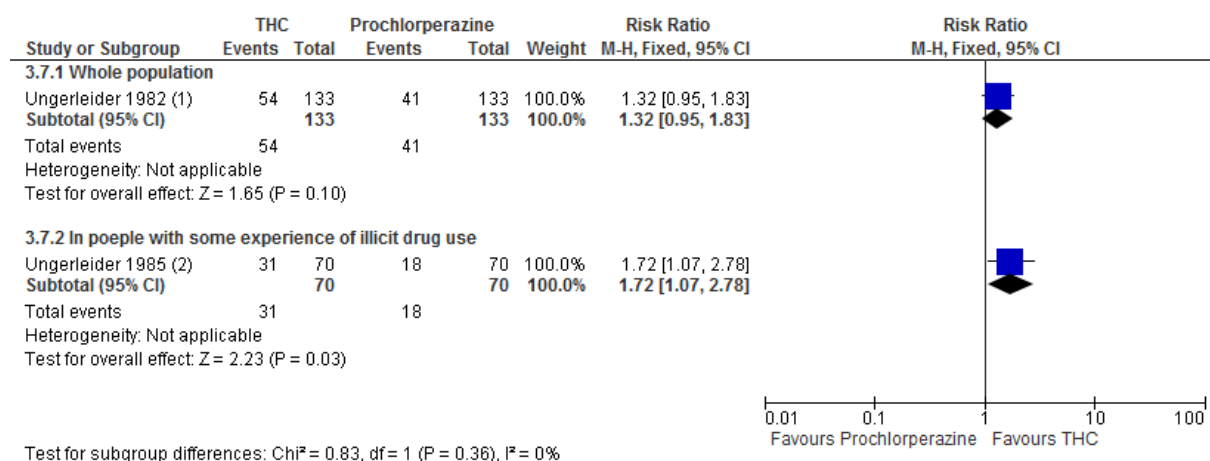 THC Prochlorperazine Risk Ratio Risk Ratio
Study or Subgroup Events Total Events Total Weight M-H, Fixed, 95% CI M-H, Fixed, 95% CI
3.7.1 Whole population
Ungerleider 1982 (1) 54 133 41 133 100.0% 1.32 [0.95, 1.83]
Subtotal (95% CI) 133 133 100.0% 1.32 [0.95, 1.83]
Total events 54 41
Heterogeneity: Not applicable
Test for overall effect: Z = 1.65 (P = 0.10)
3.7.2 In poeple with some experience of illicit drug use
Ungerleider 1985 (2) 31 70 18 70 100.0% 1.72 [1.07, 2.78]
Subtotal (95% CI) 70 70 100.0% 1.72 [1.07, 2.78]
Total events 31 18
Heterogeneity: Not applicable
Test for overall effect: Z = 2.23 (P = 0.03)
0.01 0.1 1 10 100
Favours Prochlorperazine Favours THC
Test for subgroup differences: Chi² = 0.83, df = 1 (P = 0.36), I² = 0%